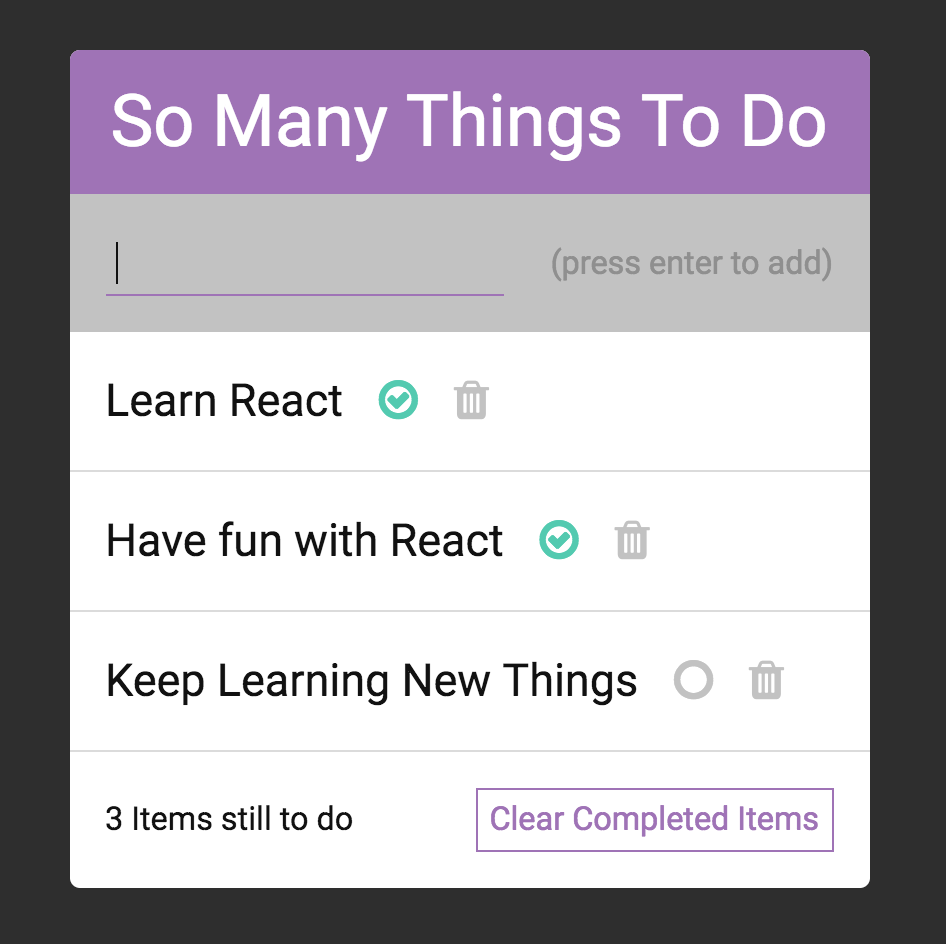 So Many Things To Do
(press enter to add)
Learn React
Have fun with React
Keep Learning New Things
3 Items still to do
Clear Completed Items